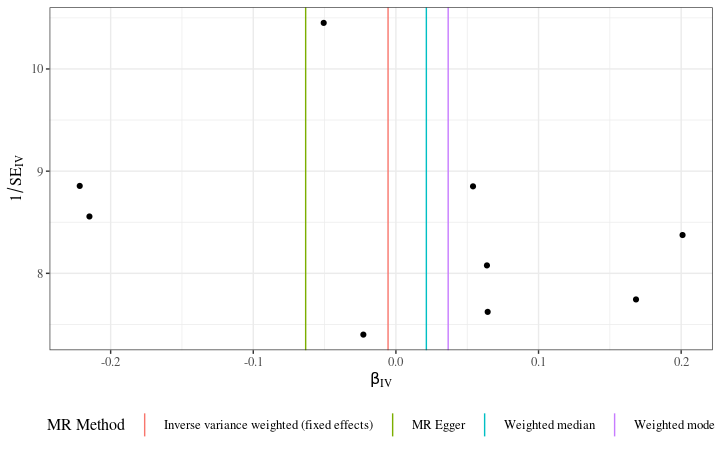 10
9
8
1/SE_IV
-0.2 -0.1 0.0 0.1 0.2
β_IV
MR Method Inverse variance weighted (fixed effects) MR Egger Weighted median Weighted mode